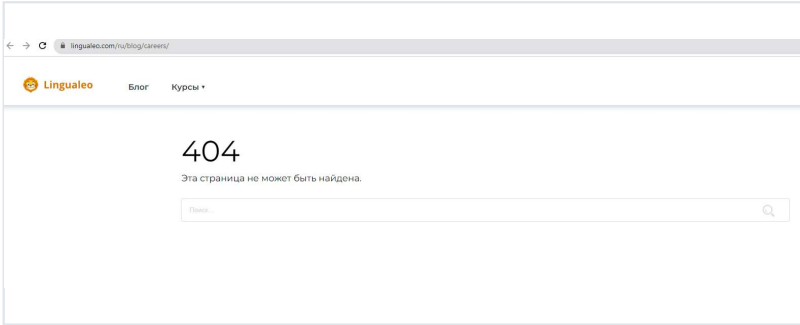 lingualeo.com/ru/blog/careers/
Lingualeo Блог Курсы
404
Эта страница не может быть найдена.
Поиск...